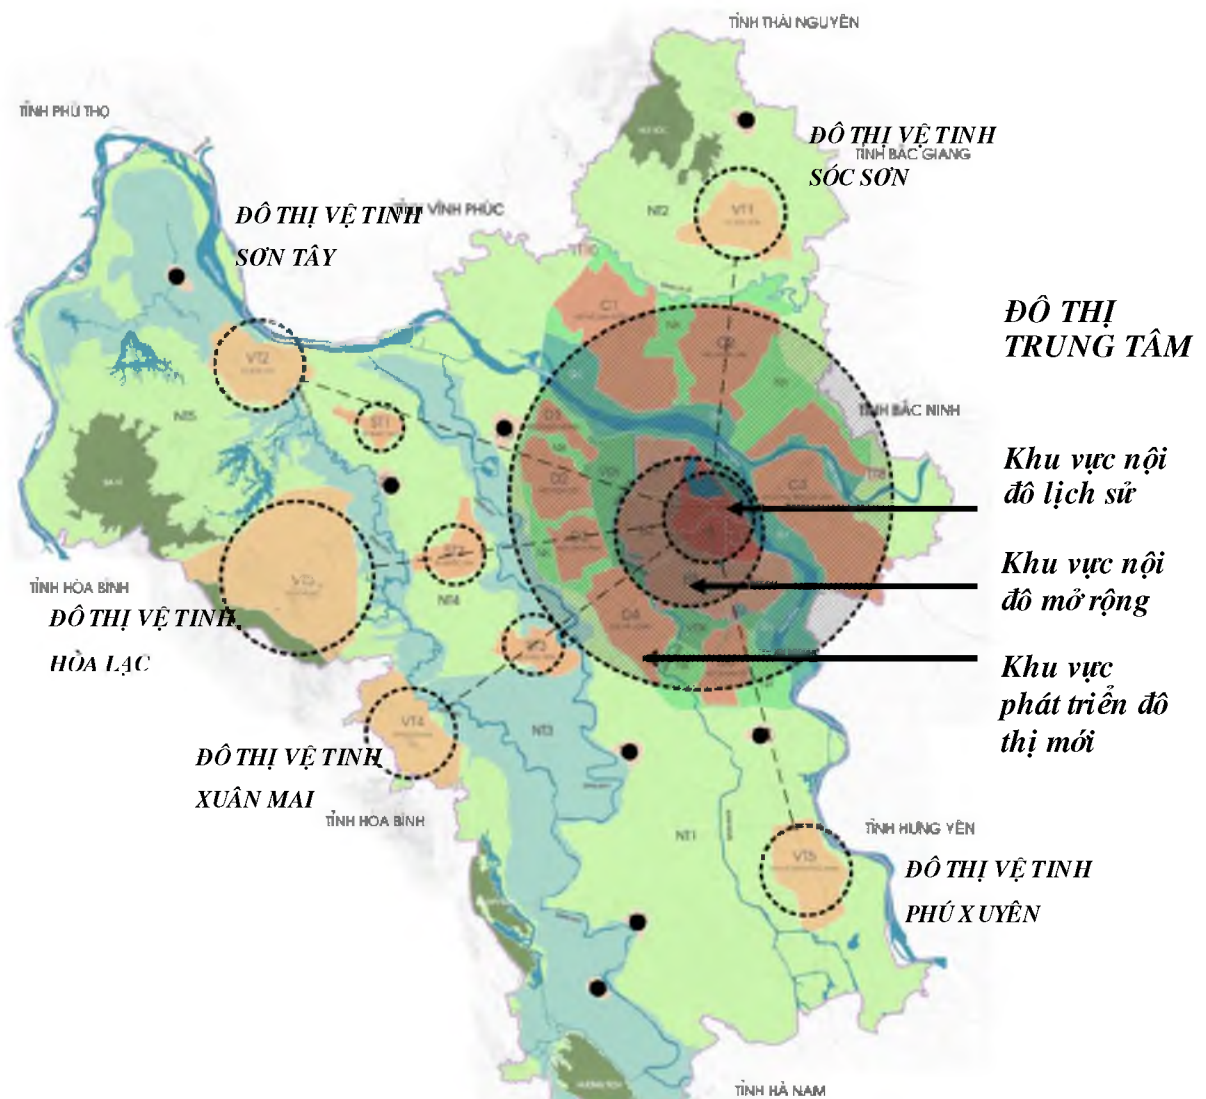 TỈNH THÁI NGUYÊN
TỈNH PHÚ THỌ
ĐÔ THỊ VỆ TINH
SÓC SƠN
TỈNH BẮC GIANG
ĐÔ THỊ VỆ TINH
SƠN TÂY
TỈNH VĨNH PHÚC
NT2
VT1
ĐÔ THỊ
TRUNG TÂM
C1
VT2
NT5
ST1
TỈNH BẮC NINH
D2
C3
Khu vực nội
đô lịch sử
ST2
Khu vực nội
đô mở rộng
TỈNH HÒA BÌNH
ĐÔ THỊ VỆ TINH
HÒA LẠC
NT4
D4
Khu vực
phát triển đô
thị mới
VT4
NT3
ĐÔ THỊ VỆ TINH
XUÂN MAI
TỈNH HÒA BÌNH
NT1
TỈNH HƯNG YÊN
VT5
ĐÔ THỊ VỆ TINH
PHÚ XUYÊN
TỈNH HÀ NAM